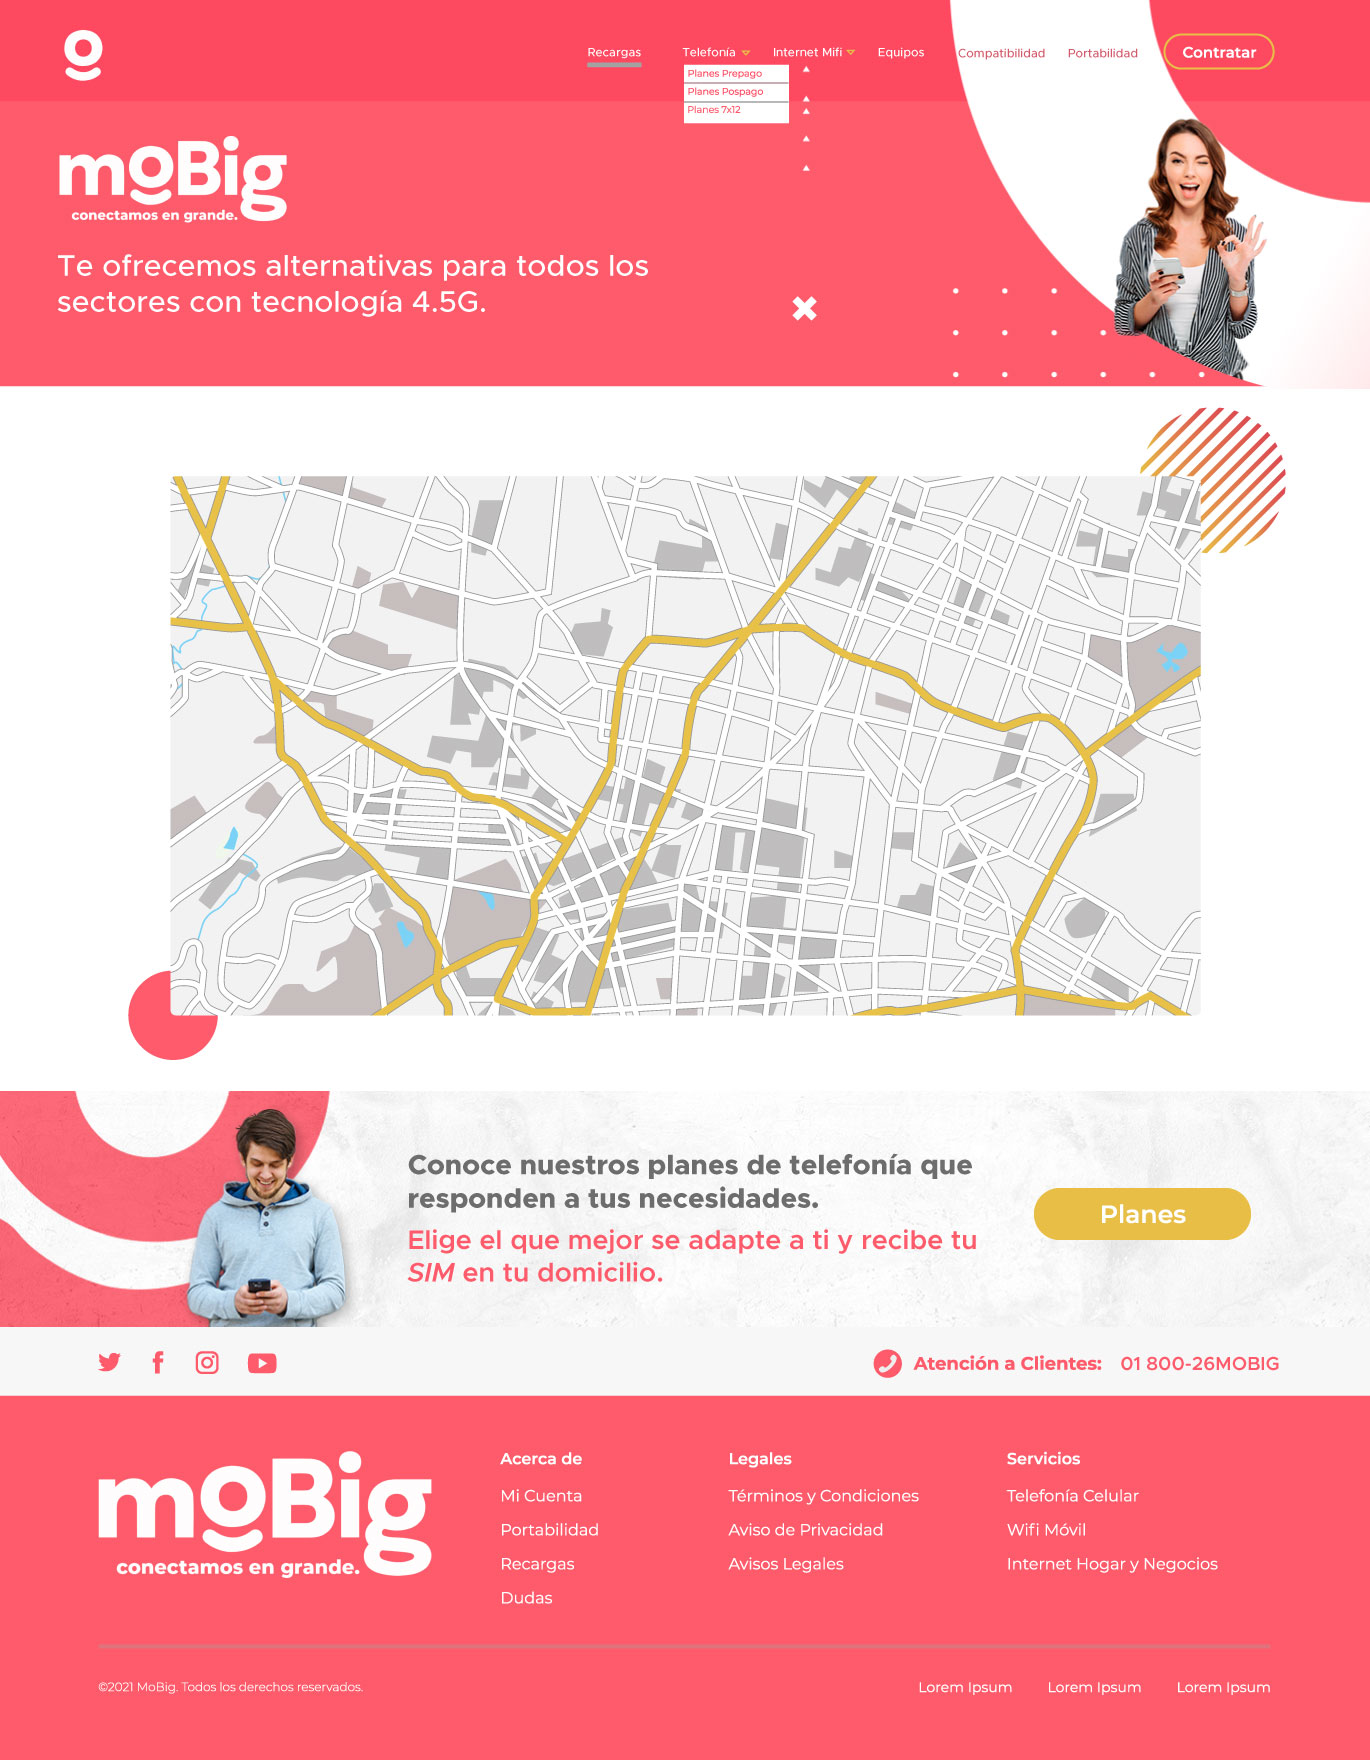 Recargas
Telefonía
Internet Mifi
Equipos
Compatibilidad
Portabilidad
Contratar
Planes Prepago
Planes Pospago
Planes 7x12
moBig
conectamos en grande.
Te ofrecemos alternativas para todos los
sectores con tecnología 4.5G.
Conoce nuestros planes de telefonía que
responden a tus necesidades.
Elige el que mejor se adapte a ti y recibe tu
SIM en tu domicilio.
Planes
Atención a Clientes: 01 800-26MOBIG
moBig
conectamos en grande.
Acerca de
Mi Cuenta
Portabilidad
Recargas
Dudas
Legales
Términos y Condiciones
Aviso de Privacidad
Avisos Legales
Servicios
Telefonía Celular
Wifi Móvil
Internet Hogar y Negocios
©2021 MoBig. Todos los derechos reservados.
Lorem Ipsum
Lorem Ipsum
Lorem Ipsum